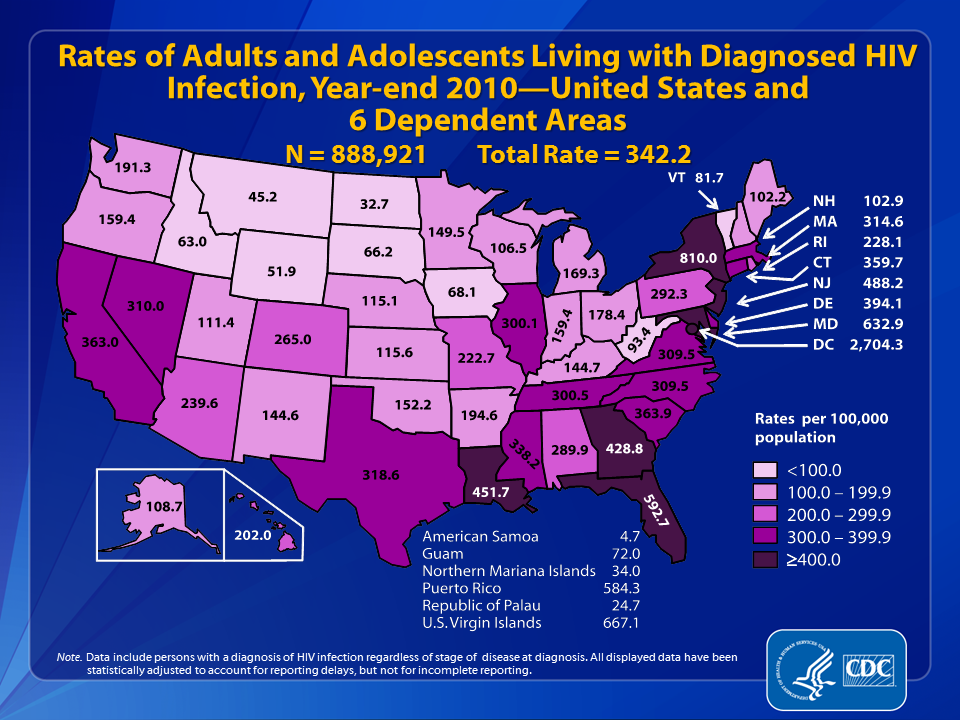 Rates of Adults and Adolescents Living with Diagnosed HIV
Infection, Year-end 2010—United States and
6 Dependent Areas
N = 888,921 Total Rate = 342.2
VT 81.7
191.3
45.2
32.7
102.2
NH 102.9
159.4
149.5
MA 314.6
63.0
66.2
106.5
RI 228.1
51.9
810.0
CT 359.7
169.3
NJ 488.2
310.0
115.1
68.1
292.3
DE 394.1
111.4
300.1
159.4
178.4
MD 632.9
363.0
265.0
115.6
222.7
93.4
309.5
DC 2,704.3
144.7
239.6
144.6
152.2
194.6
300.5
309.5
363.9
Rates per 100,000
population
318.6
338.2
289.9
428.8
<100.0
451.7
592.7
100.0 – 199.9
108.7
202.0
200.0 – 299.9
300.0 – 399.9
≥400.0
American Samoa 4.7
Guam 72.0
Northern Mariana Islands 34.0
Puerto Rico 584.3
Republic of Palau 24.7
U.S. Virgin Islands 667.1
Note. Data include persons with a diagnosis of HIV infection regardless of stage of disease at diagnosis. All displayed data have been
statistically adjusted to account for reporting delays, but not for incomplete reporting.
DEPARTMENT OF HEALTH & HUMAN SERVICES USA
CDC